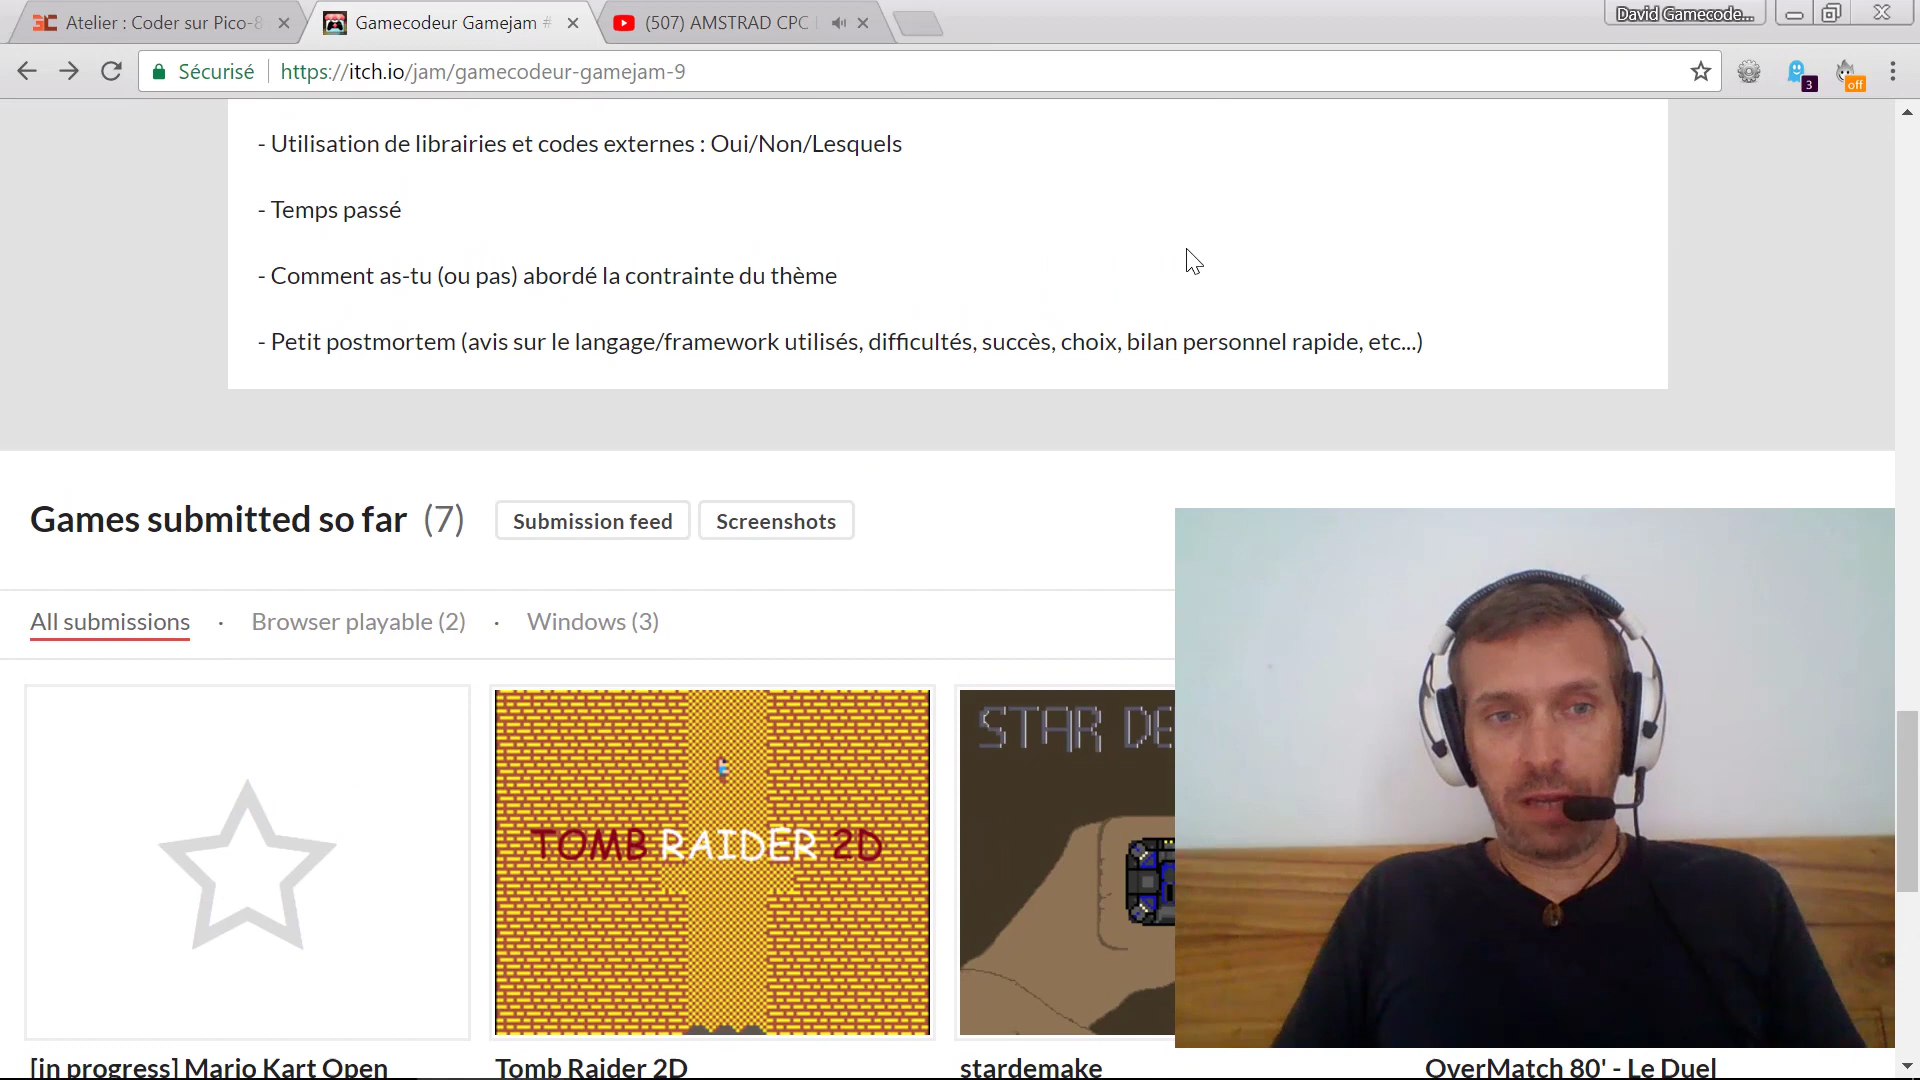 Atelier : Coder sur Pico-8
Gamecodeur Gamejam #
(507) AMSTRAD CPC
David Gamecode...
Sécurisé
https://itch.io/jam/gamecodeur-gamejam-9
3
off
- Utilisation de librairies et codes externes : Oui/Non/Lesquels
- Temps passé
- Comment as-tu (ou pas) abordé la contrainte du thème
- Petit postmortem (avis sur le langage/framework utilisés, difficultés, succès, choix, bilan personnel rapide, etc...)
Games submitted so far (7)
Submission feed
Screenshots
All submissions · Browser playable (2) · Windows (3)
TOMB RAIDER 2D
STAR DE
[in progress] Mario Kart Open
Tomb Raider 2D
stardemake
OverMatch 80' - Le Duel